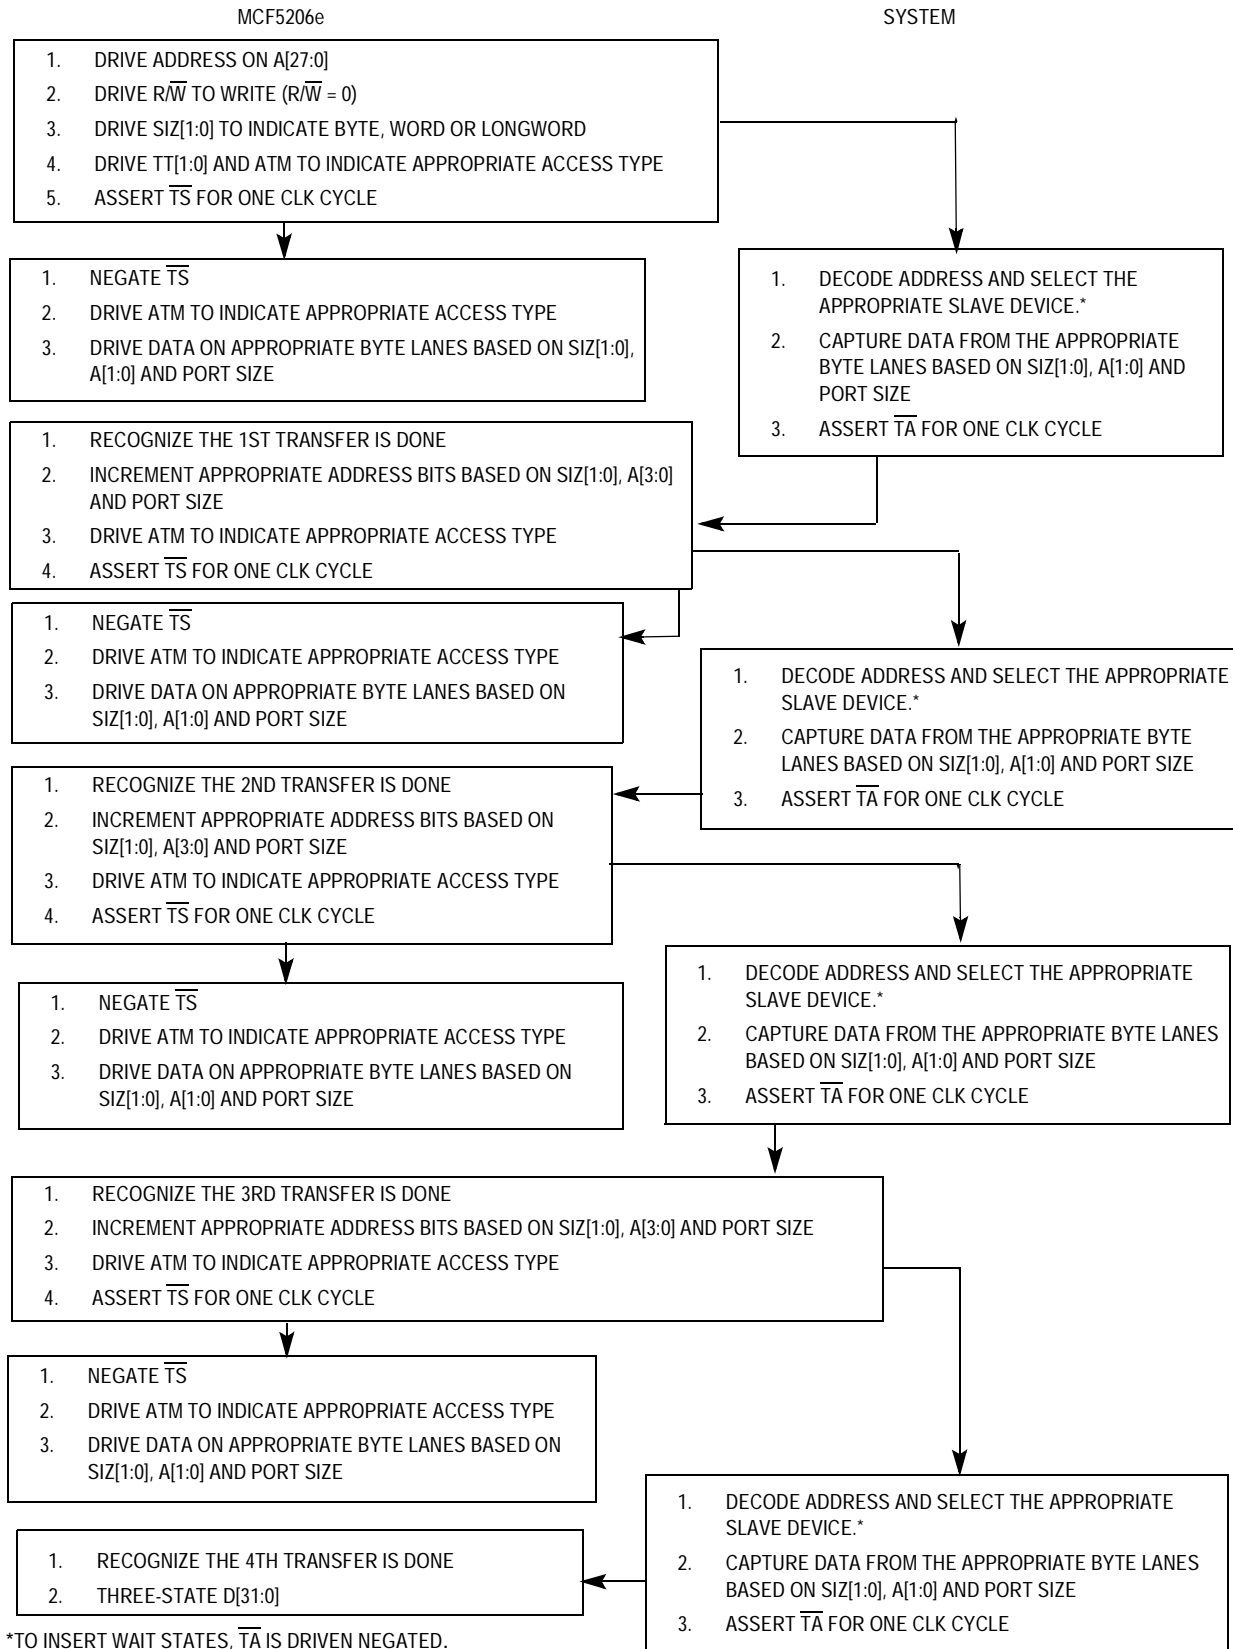 MCF5206e
SYSTEM
1. DRIVE ADDRESS ON A[27:0]
2. DRIVE R/W̅ TO WRITE (R/W̅ = 0)
3. DRIVE SIZ[1:0] TO INDICATE BYTE, WORD OR LONGWORD
4. DRIVE TT[1:0] AND ATM TO INDICATE APPROPRIATE ACCESS TYPE
5. ASSERT T̅S̅ FOR ONE CLK CYCLE
1. NEGATE T̅S̅
2. DRIVE ATM TO INDICATE APPROPRIATE ACCESS TYPE
3. DRIVE DATA ON APPROPRIATE BYTE LANES BASED ON SIZ[1:0],
A[1:0] AND PORT SIZE
1. DECODE ADDRESS AND SELECT THE
APPROPRIATE SLAVE DEVICE.*
2. CAPTURE DATA FROM THE APPROPRIATE
BYTE LANES BASED ON SIZ[1:0], A[1:0] AND
PORT SIZE
3. ASSERT T̅A̅ FOR ONE CLK CYCLE
1. RECOGNIZE THE 1ST TRANSFER IS DONE
2. INCREMENT APPROPRIATE ADDRESS BITS BASED ON SIZ[1:0], A[3:0]
AND PORT SIZE
3. DRIVE ATM TO INDICATE APPROPRIATE ACCESS TYPE
4. ASSERT T̅S̅ FOR ONE CLK CYCLE
1. NEGATE T̅S̅
2. DRIVE ATM TO INDICATE APPROPRIATE ACCESS TYPE
3. DRIVE DATA ON APPROPRIATE BYTE LANES BASED ON
SIZ[1:0], A[1:0] AND PORT SIZE
1. DECODE ADDRESS AND SELECT THE APPROPRIATE
SLAVE DEVICE.*
2. CAPTURE DATA FROM THE APPROPRIATE BYTE
LANES BASED ON SIZ[1:0], A[1:0] AND PORT SIZE
3. ASSERT T̅A̅ FOR ONE CLK CYCLE
1. RECOGNIZE THE 2ND TRANSFER IS DONE
2. INCREMENT APPROPRIATE ADDRESS BITS BASED ON
SIZ[1:0], A[3:0] AND PORT SIZE
3. DRIVE ATM TO INDICATE APPROPRIATE ACCESS TYPE
4. ASSERT T̅S̅ FOR ONE CLK CYCLE
1. NEGATE T̅S̅
2. DRIVE ATM TO INDICATE APPROPRIATE ACCESS TYPE
3. DRIVE DATA ON APPROPRIATE BYTE LANES BASED ON
SIZ[1:0], A[1:0] AND PORT SIZE
1. DECODE ADDRESS AND SELECT THE APPROPRIATE
SLAVE DEVICE.*
2. CAPTURE DATA FROM THE APPROPRIATE BYTE LANES
BASED ON SIZ[1:0], A[1:0] AND PORT SIZE
3. ASSERT T̅A̅ FOR ONE CLK CYCLE
1. RECOGNIZE THE 3RD TRANSFER IS DONE
2. INCREMENT APPROPRIATE ADDRESS BITS BASED ON SIZ[1:0], A[3:0] AND PORT SIZE
3. DRIVE ATM TO INDICATE APPROPRIATE ACCESS TYPE
4. ASSERT T̅S̅ FOR ONE CLK CYCLE
1. NEGATE T̅S̅
2. DRIVE ATM TO INDICATE APPROPRIATE ACCESS TYPE
3. DRIVE DATA ON APPROPRIATE BYTE LANES BASED ON
SIZ[1:0], A[1:0] AND PORT SIZE
1. DECODE ADDRESS AND SELECT THE APPROPRIATE
SLAVE DEVICE.*
2. CAPTURE DATA FROM THE APPROPRIATE BYTE LANES
BASED ON SIZ[1:0], A[1:0] AND PORT SIZE
3. ASSERT T̅A̅ FOR ONE CLK CYCLE
1. RECOGNIZE THE 4TH TRANSFER IS DONE
2. THREE-STATE D[31:0]
*TO INSERT WAIT STATES, T̅A̅ IS DRIVEN NEGATED.